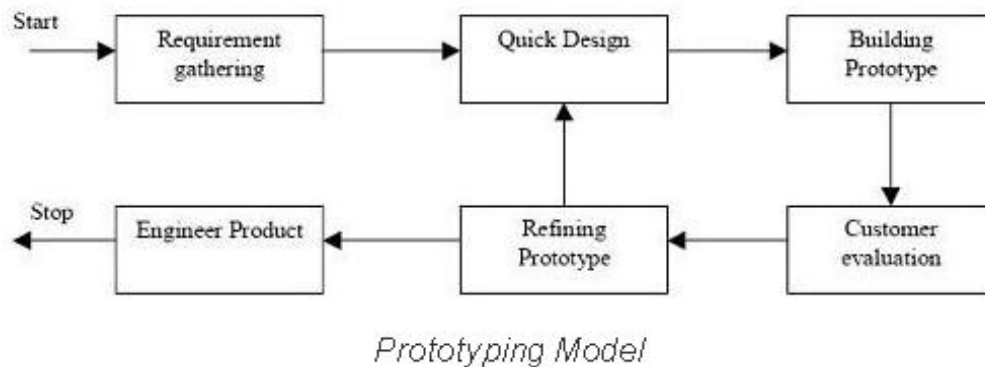 Start
Requirement
gathering
Quick Design
Building
Prototype
Stop
Engineer Product
Refining
Prototype
Customer
evaluation
Prototyping Model